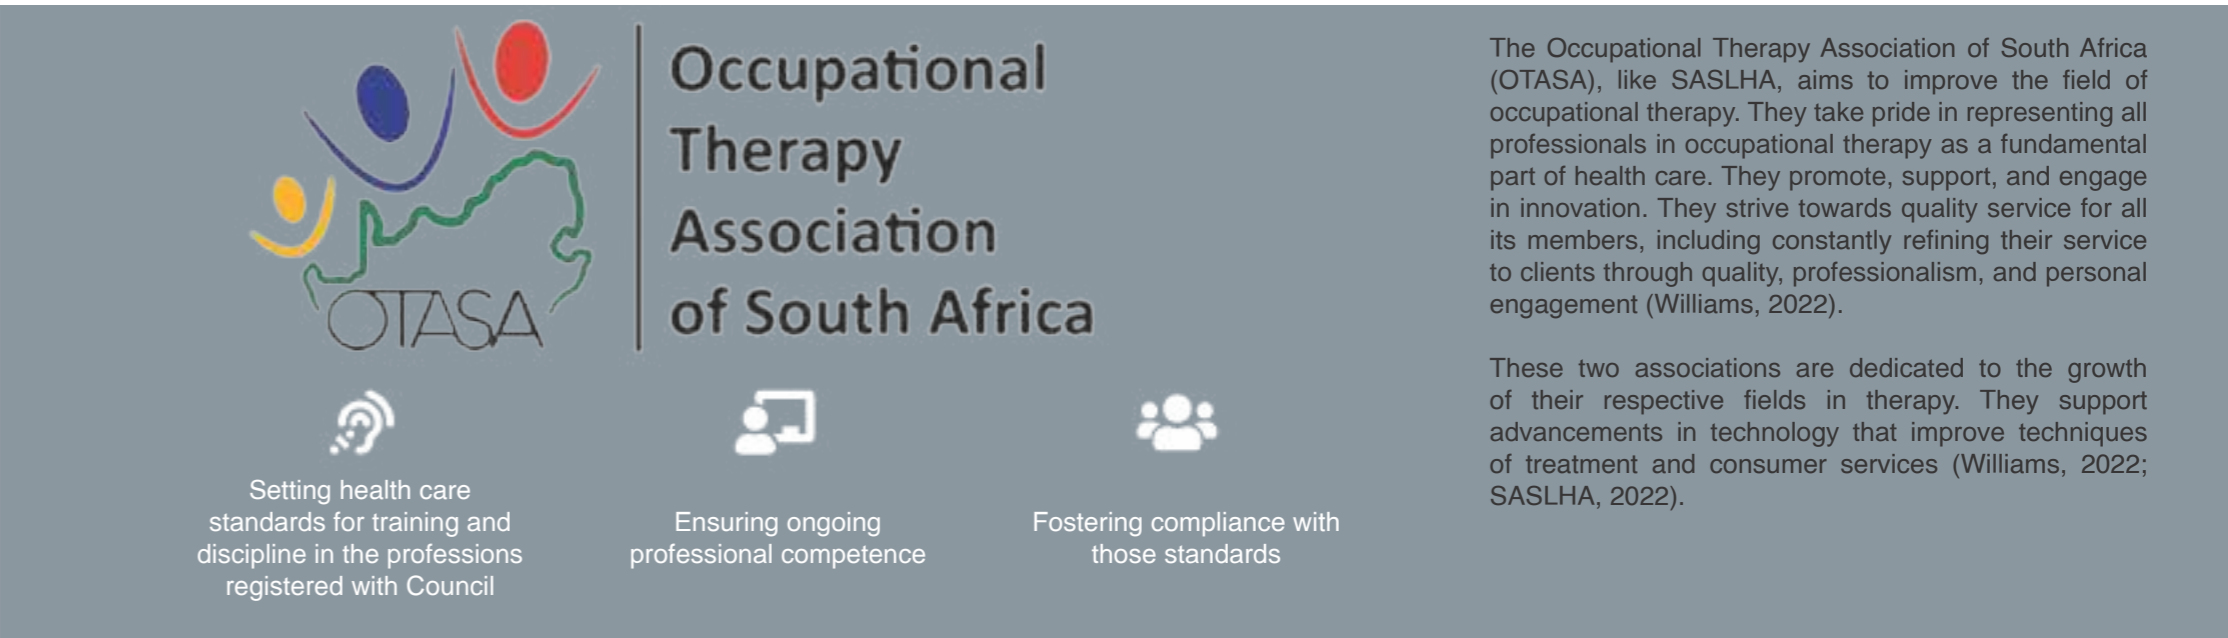 OTASA
Occupational
Therapy
Association
of South Africa
Setting health care
standards for training and
discipline in the professions
registered with Council
Ensuring ongoing
professional competence
Fostering compliance with
those standards
The Occupational Therapy Association of South Africa
(OTASA), like SASLHA, aims to improve the field of
occupational therapy. They take pride in representing all
professionals in occupational therapy as a fundamental
part of health care. They promote, support, and engage
in innovation. They strive towards quality service for all
its members, including constantly refining their service
to clients through quality, professionalism, and personal
engagement (Williams, 2022).
These two associations are dedicated to the growth
of their respective fields in therapy. They support
advancements in technology that improve techniques
of treatment and consumer services (Williams, 2022;
SASLHA, 2022).